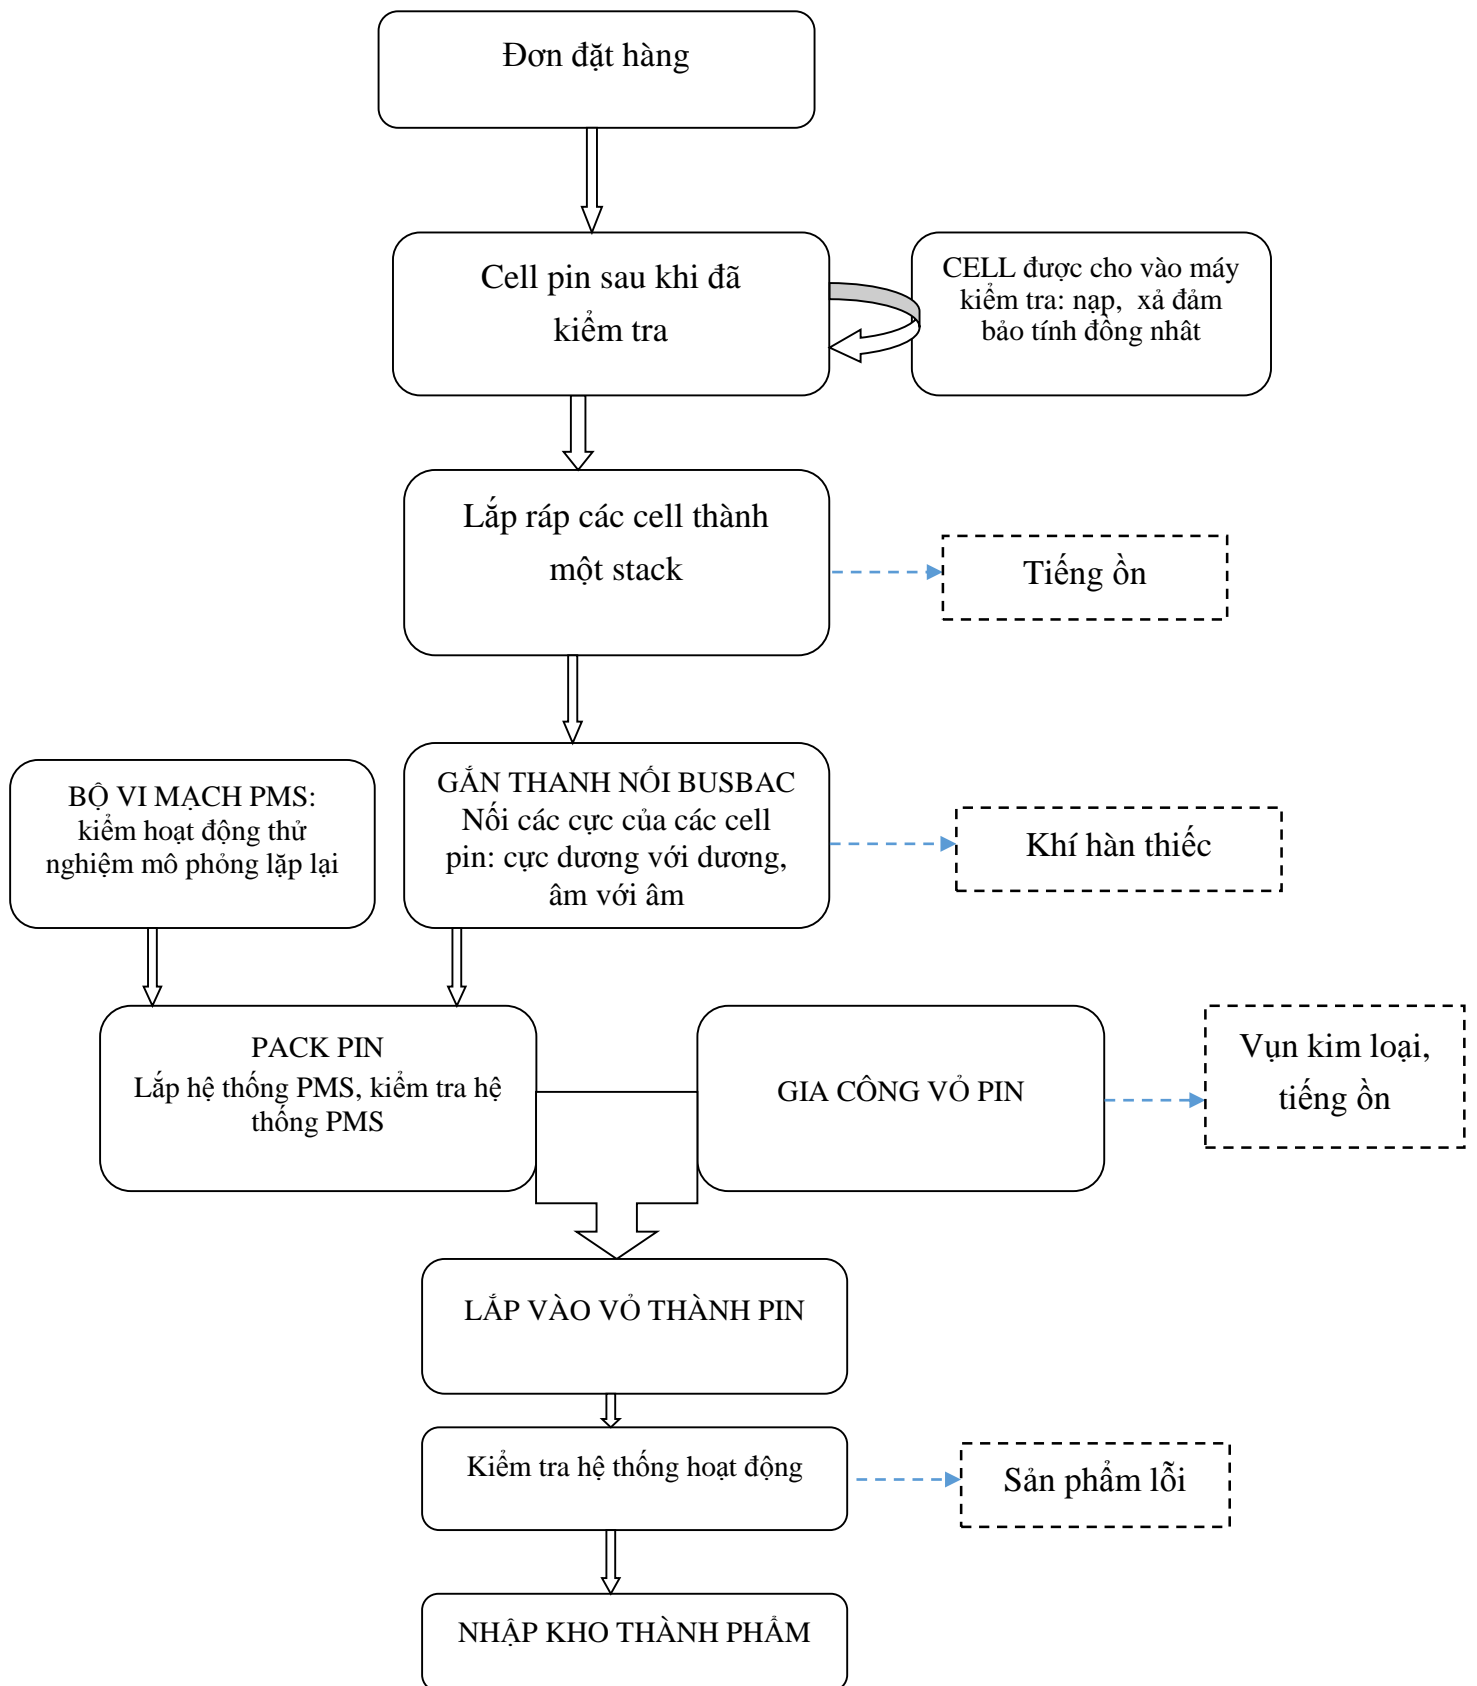 Đơn đặt hàng
Cell pin sau khi đã
kiểm tra
CELL được cho vào máy
kiểm tra: nạp, xả đảm
bảo tính đồng nhât
Lắp ráp các cell thành
một stack
Tiếng ồn
BỘ VI MẠCH PMS:
kiểm hoạt động thử
nghiệm mô phỏng lặp lại
GẮN THANH NỐI BUSBAC
Nối các cực của các cell
pin: cực dương với dương,
âm với âm
Khí hàn thiếc
PACK PIN
Lắp hệ thống PMS, kiểm tra hệ
thống PMS
GIA CÔNG VỎ PIN
Vụn kim loại,
tiếng ồn
LẮP VÀO VỎ THÀNH PIN
Kiểm tra hệ thống hoạt động
Sản phẩm lỗi
NHẬP KHO THÀNH PHẨM